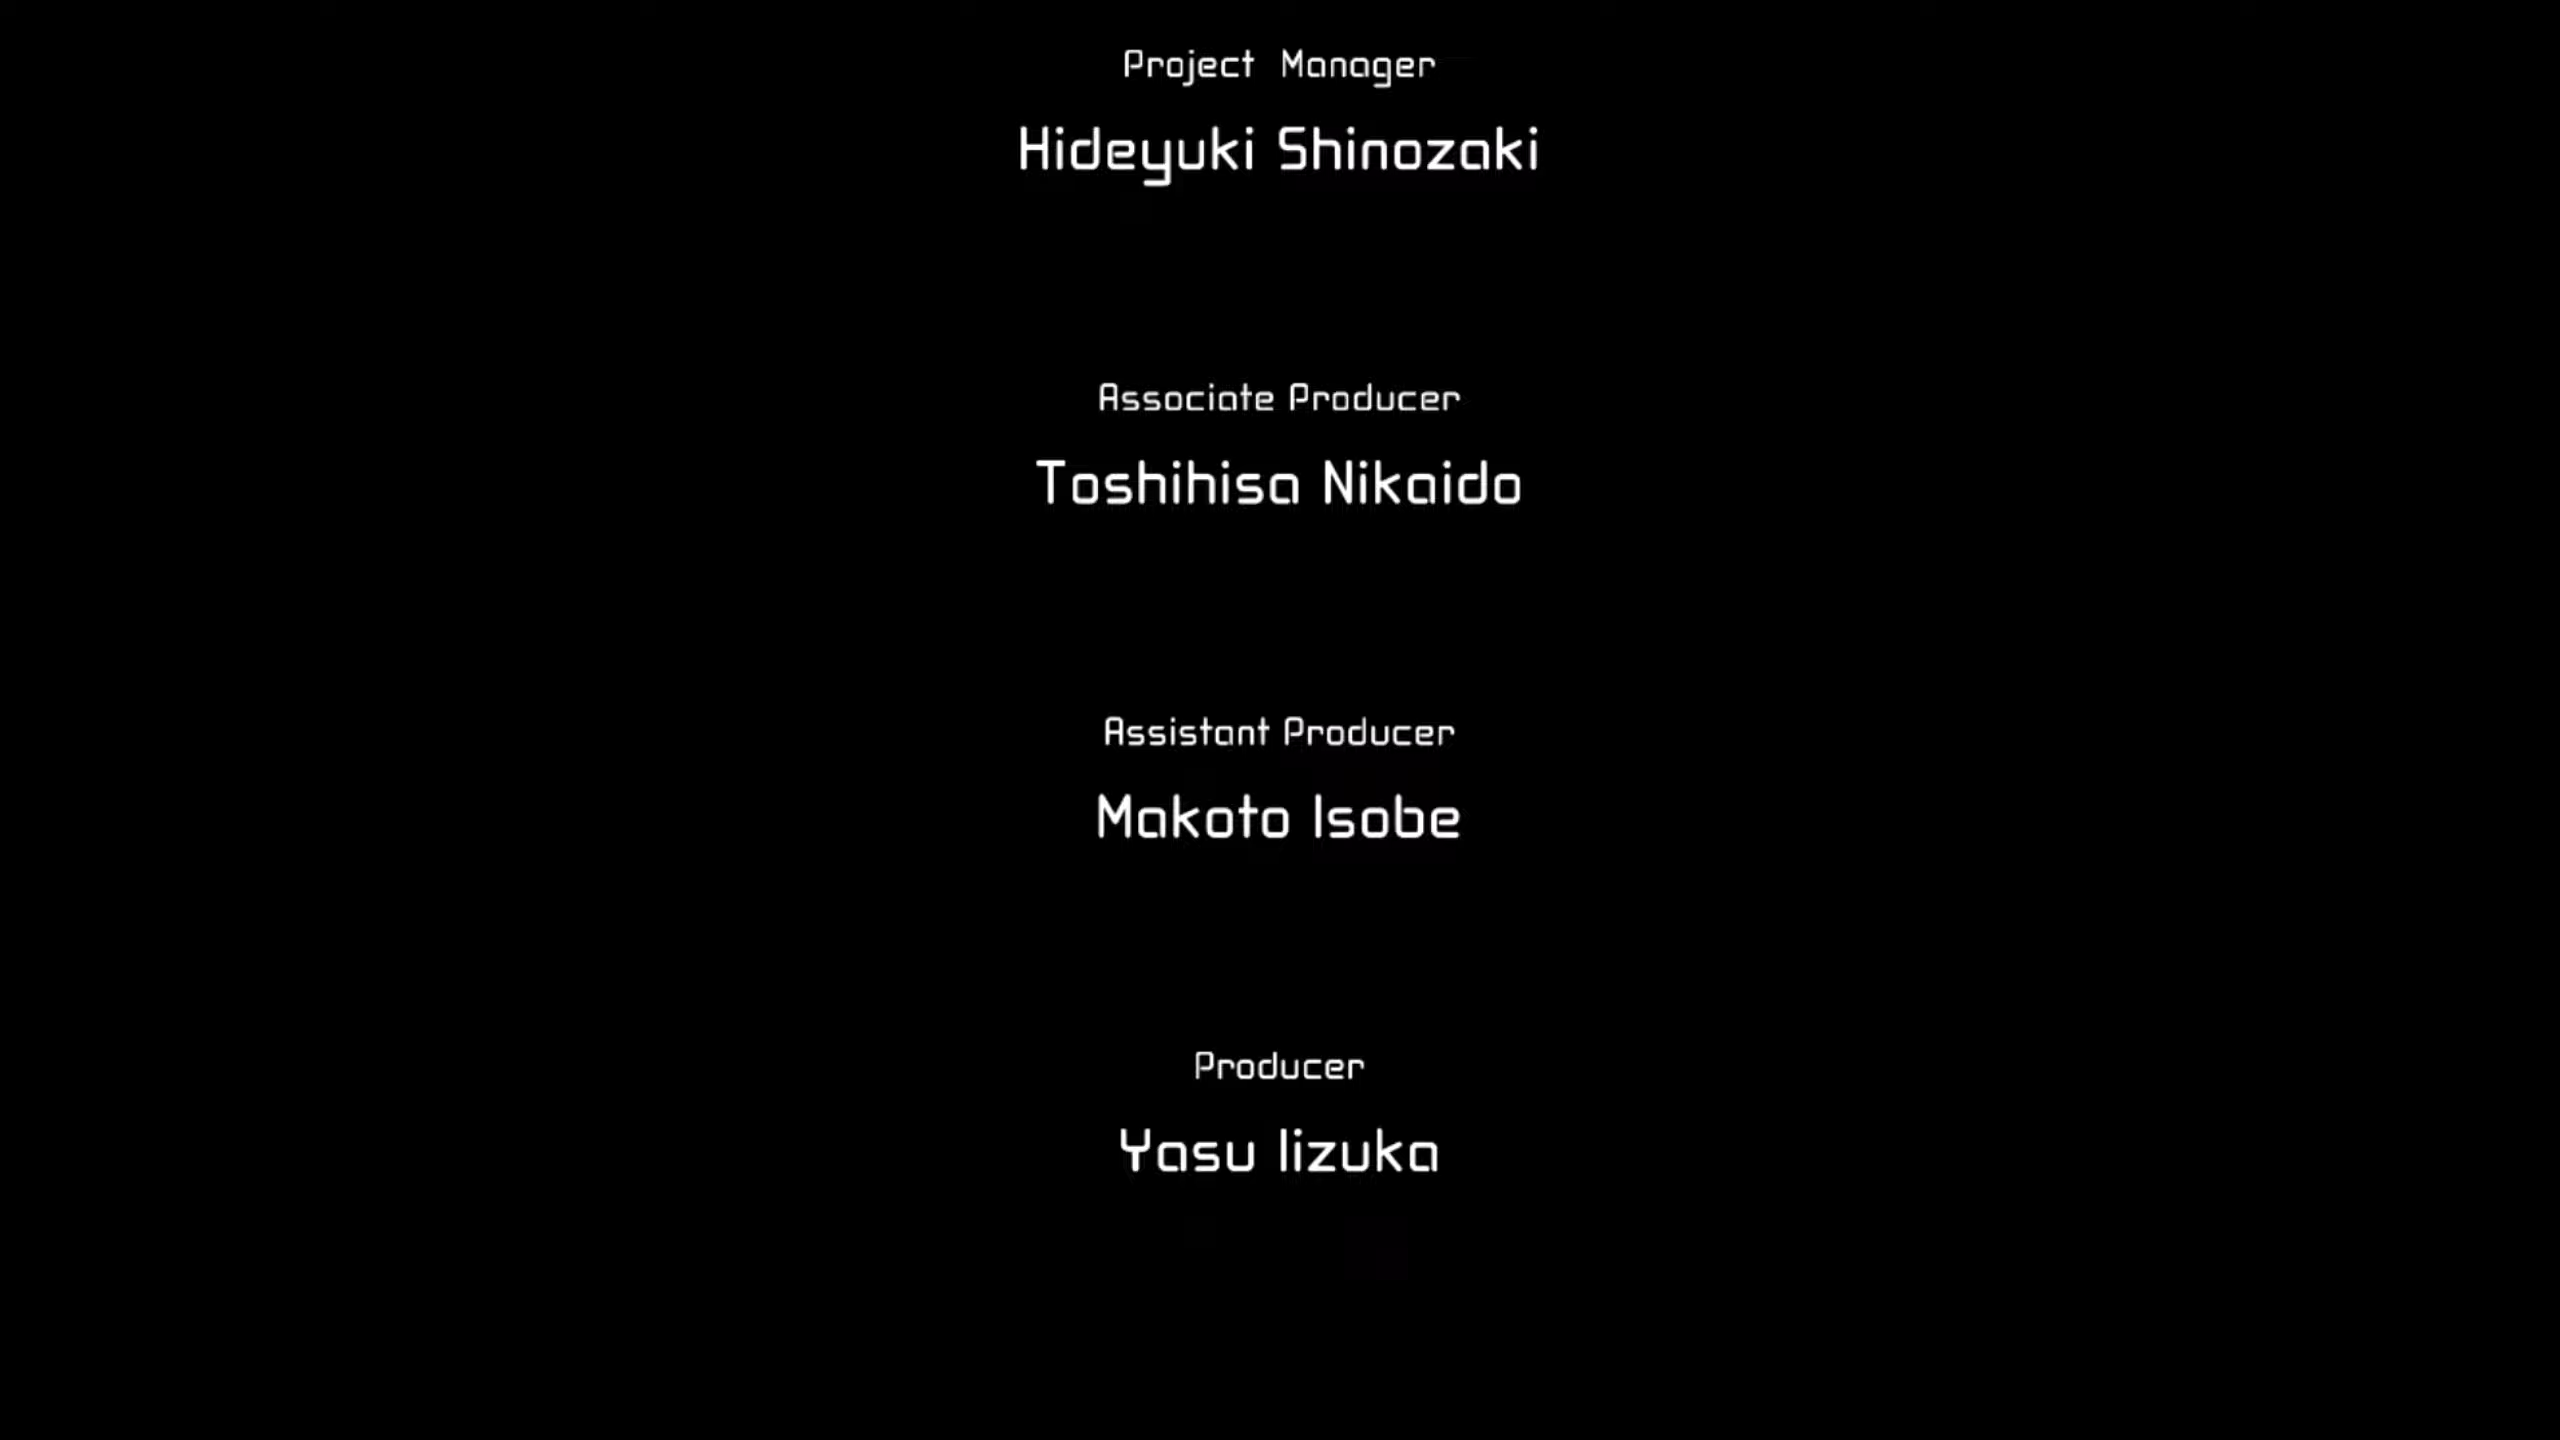 Project Manager
Hideyuki Shinozaki
Associate Producer
Toshihisa Nikaido
Assistant Producer
Makoto Isobe
Producer
Yasu Iizuka